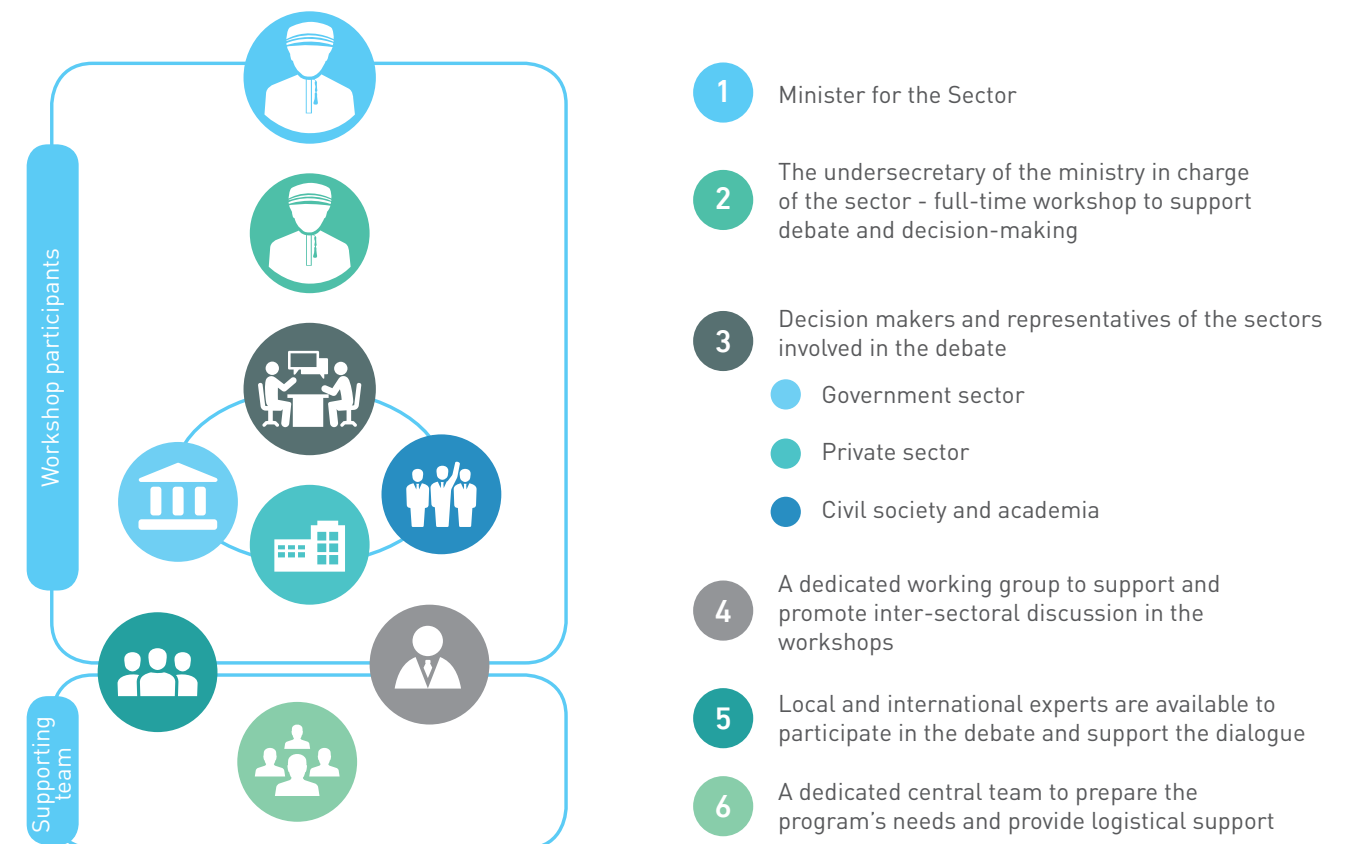 Workshop participants
Supporting
team
1
Minister for the Sector
2
The undersecretary of the ministry in charge
of the sector - full-time workshop to support
debate and decision-making
3
Decision makers and representatives of the sectors
involved in the debate
Government sector
Private sector
Civil society and academia
4
A dedicated working group to support and
promote inter-sectoral discussion in the
workshops
5
Local and international experts are available to
participate in the debate and support the dialogue
6
A dedicated central team to prepare the
program's needs and provide logistical support